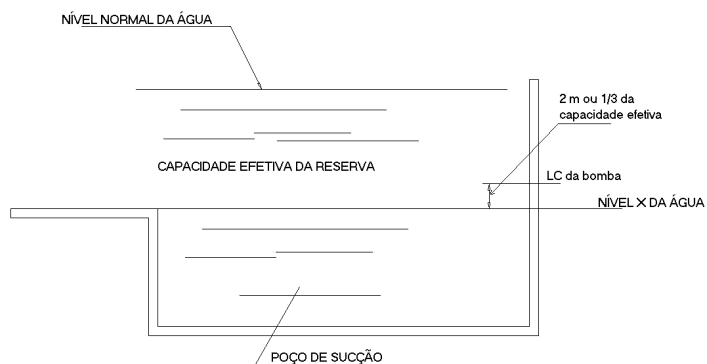 NÍVEL NORMAL DA ÁGUA
2 m ou 1/3 da
capacidade efetiva
CAPACIDADE EFETIVA DA RESERVA
LC da bomba
NÍVEL X DA ÁGUA
POÇO DE SUCÇÃO